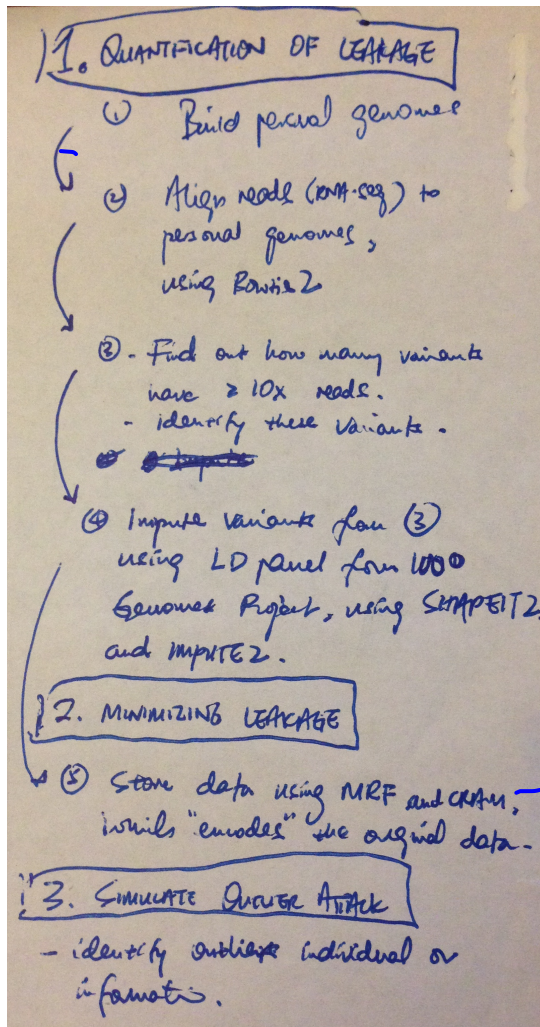 1. QUANTIFICATION OF LEAKAGE
① Build personal genomes
② Align reads (RNA-seq) to
personal genomes,
using Bowtie2
③ - Find out how many variants
have ≥ 10x reads.
- identify these variants.
④ Impute variants from ③
using LD panel from 1000
Genomes Project, using SHAPEIT2
and IMPUTE2.
2. MINIMIZING LEAKAGE
⑤ Store data using MRF and CRAM,
"encodes" the original data.
3. SIMULATE OUTLIER ATTACK
- identify outlier individual or
information.